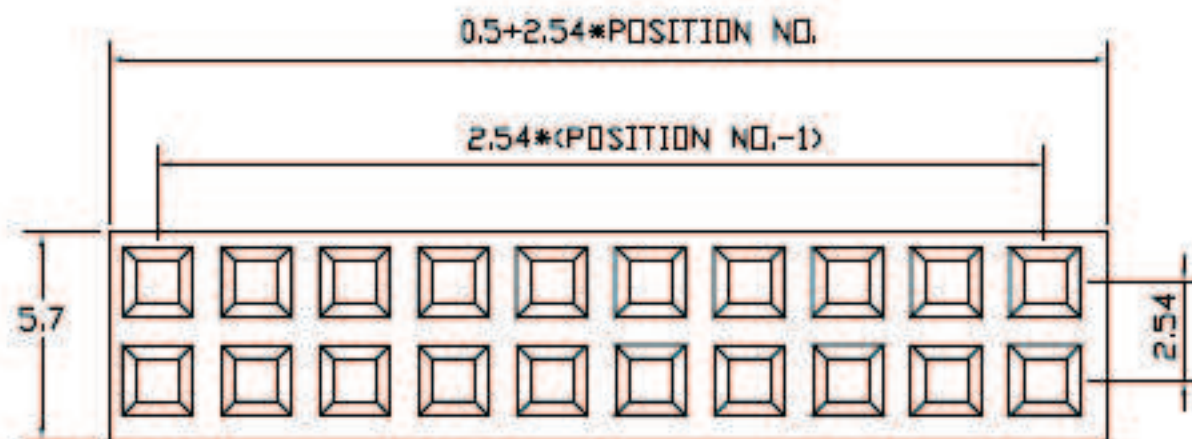 0.5+2.54*POSITION NO.
2.54*(POSITION NO.-1)
5.7
2.54